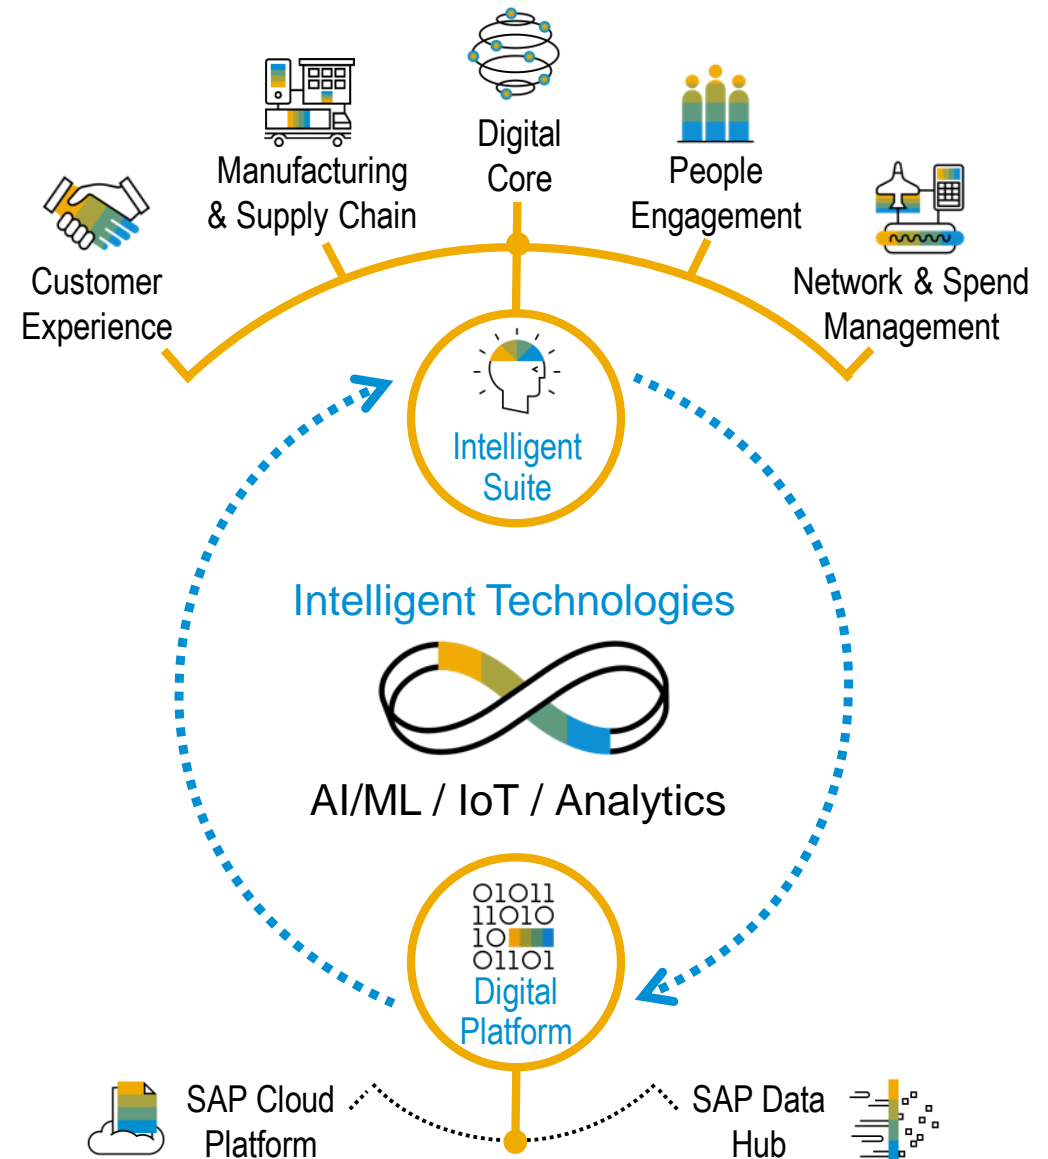 Digital
Core
Manufacturing
& Supply Chain
People
Engagement
Customer
Experience
Network & Spend
Management
Intelligent
Suite
Intelligent Technologies
AI/ML / IoT / Analytics
01011
11010
10
01101
Digital
Platform
SAP Cloud
Platform
SAP Data
Hub